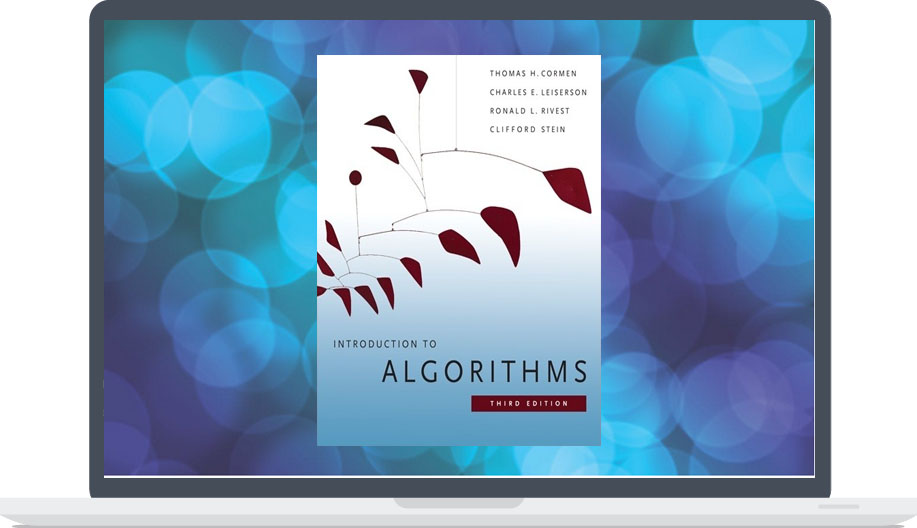 THOMAS H. CORMEN
CHARLES E. LEISERSON
RONALD L. RIVEST
CLIFFORD STEIN
INTRODUCTION TO
ALGORITHMS
THIRD EDITION